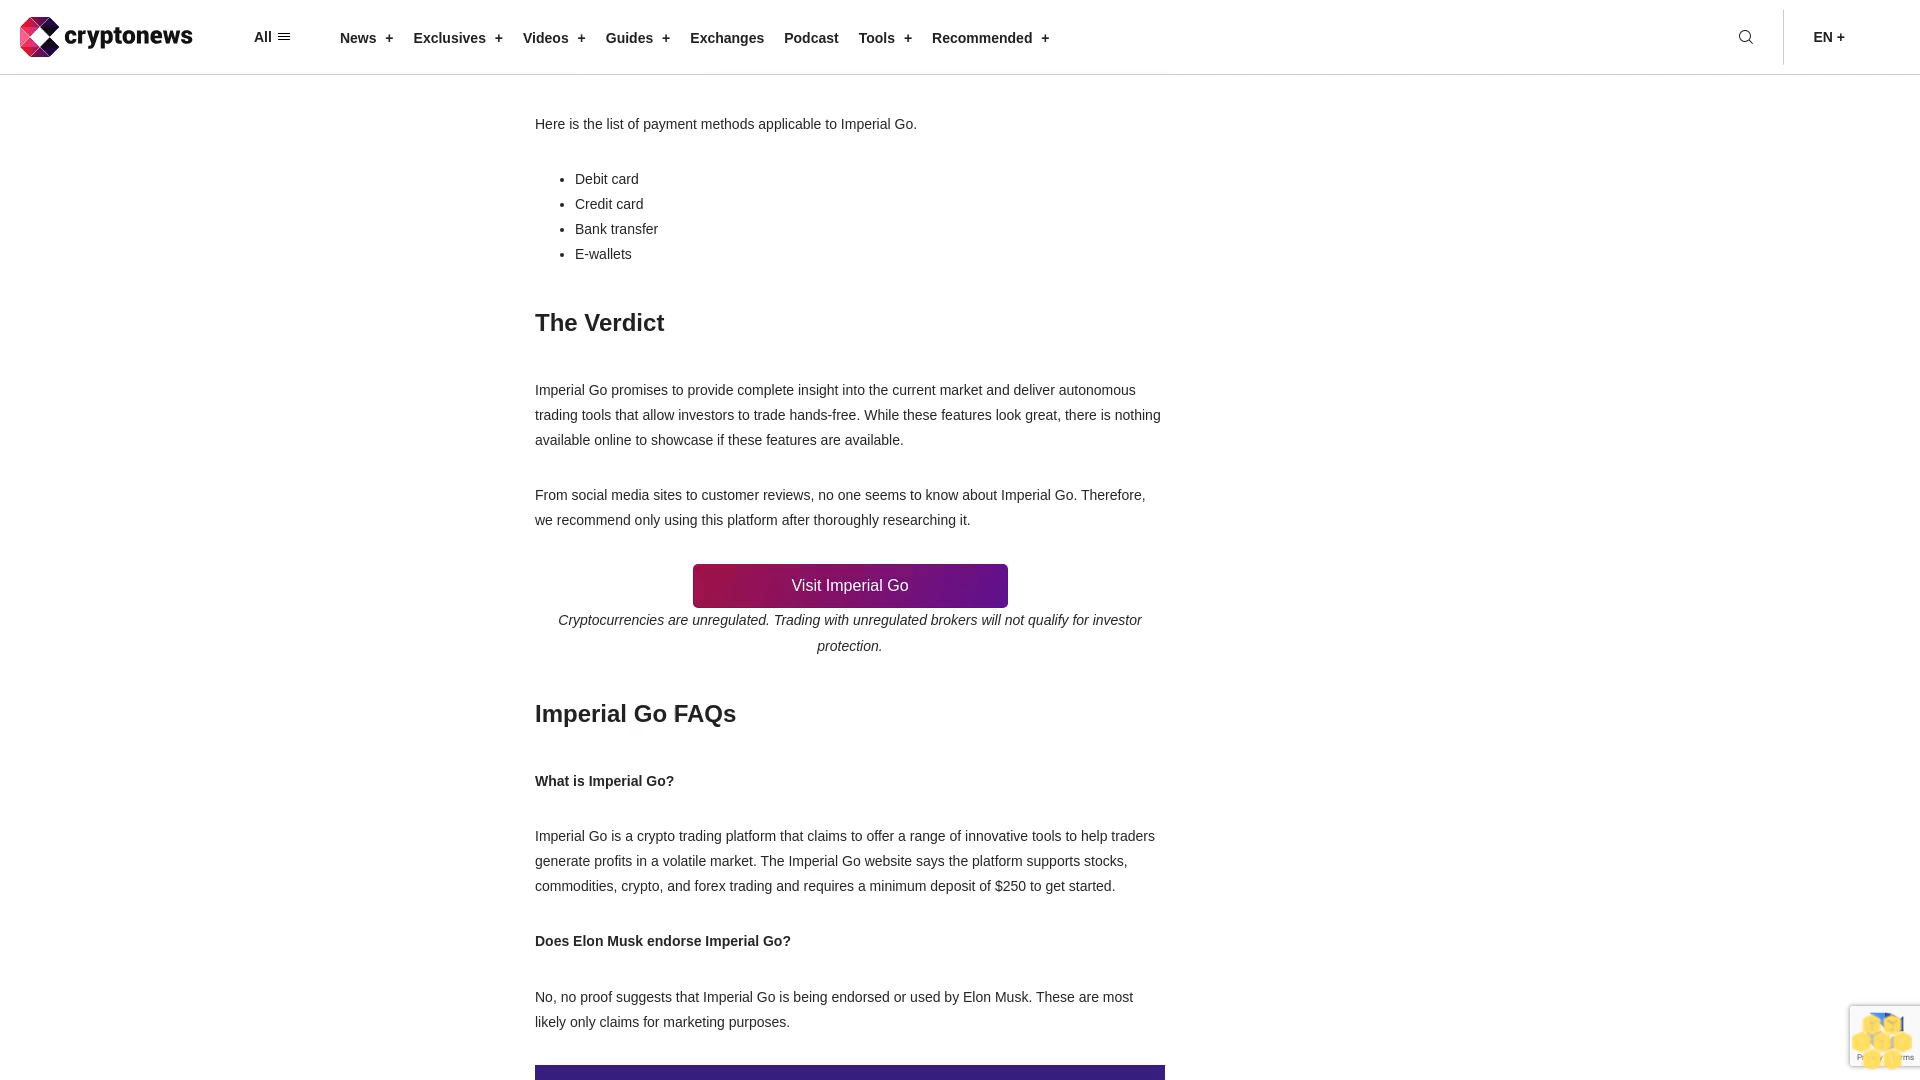 cryptonews
All
News +
Exclusives +
Videos +
Guides +
Exchanges
Podcast
Tools +
Recommended +
EN +
Here is the list of payment methods applicable to Imperial Go.
• Debit card
• Credit card
• Bank transfer
• E-wallets
The Verdict
Imperial Go promises to provide complete insight into the current market and deliver autonomous
trading tools that allow investors to trade hands-free. While these features look great, there is nothing
available online to showcase if these features are available.
From social media sites to customer reviews, no one seems to know about Imperial Go. Therefore,
we recommend only using this platform after thoroughly researching it.
Visit Imperial Go
Cryptocurrencies are unregulated. Trading with unregulated brokers will not qualify for investor
protection.
Imperial Go FAQs
What is Imperial Go?
Imperial Go is a crypto trading platform that claims to offer a range of innovative tools to help traders
generate profits in a volatile market. The Imperial Go website says the platform supports stocks,
commodities, crypto, and forex trading and requires a minimum deposit of $250 to get started.
Does Elon Musk endorse Imperial Go?
No, no proof suggests that Imperial Go is being endorsed or used by Elon Musk. These are most
likely only claims for marketing purposes.